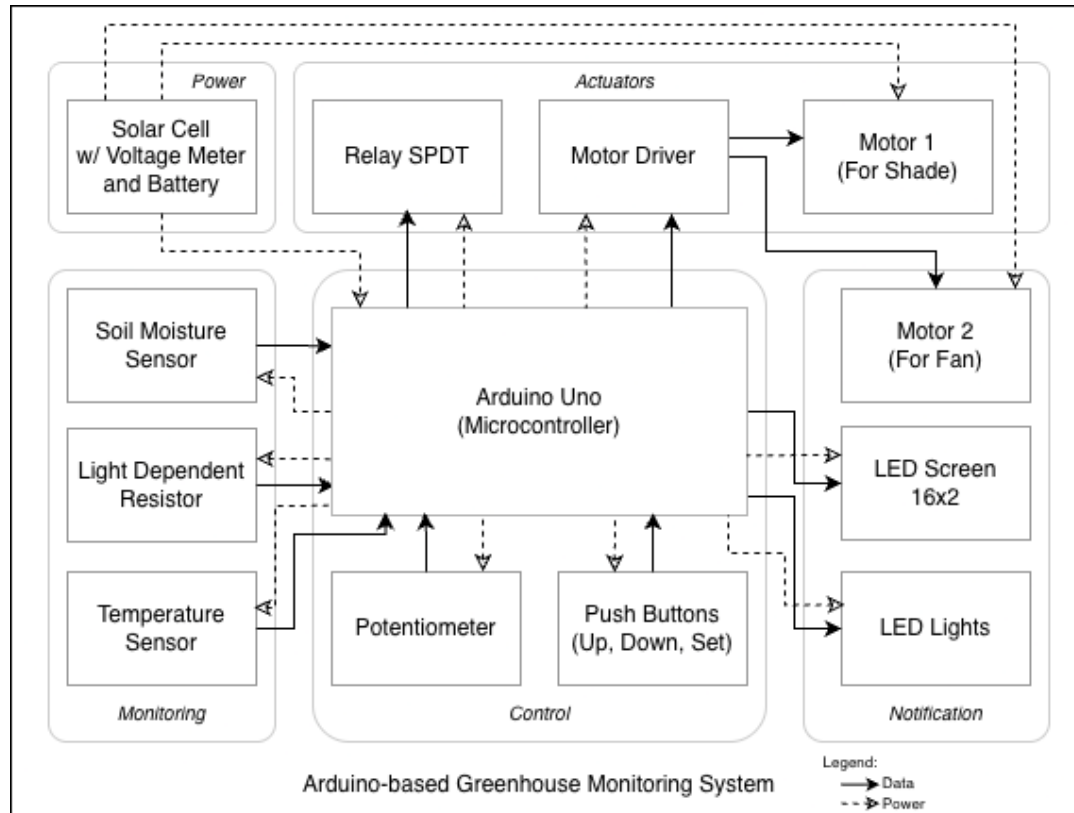 Power
Solar Cell
w/ Voltage Meter
and Battery
Actuators
Relay SPDT
Motor Driver
Motor 1
(For Shade)
Soil Moisture
Sensor
Light Dependent
Resistor
Temperature
Sensor
Monitoring
Arduino Uno
(Microcontroller)
Potentiometer
Push Buttons
(Up, Down, Set)
Control
Motor 2
(For Fan)
LED Screen
16x2
LED Lights
Notification
Arduino-based Greenhouse Monitoring System
Legend:
Data
Power